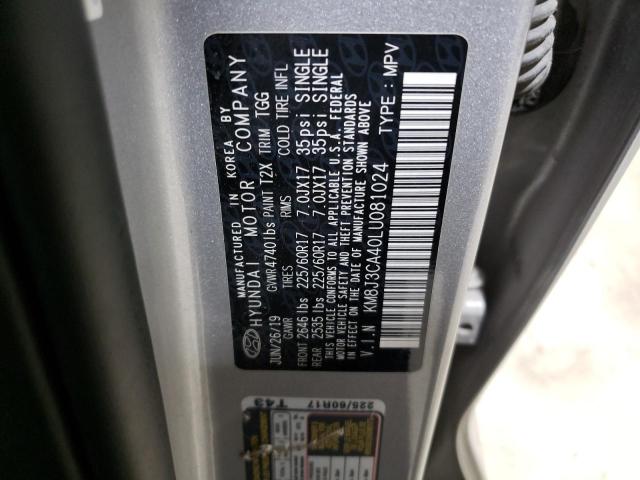 MANUFACTURED IN KOREA BY
HYUNDAI MOTOR COMPANY
JUN/26/19 GVWR 4740lbs PAINT T2X TRIM TGG
GAWR TIRES RIMS COLD TIRE INFL
FRONT 2646 lbs 225/60R17 7.0JX17 35psi SINGLE
REAR 2535 lbs 225/60R17 7.0JX17 35psi SINGLE
THIS VEHICLE CONFORMS TO ALL APPLICABLE U.S.A. FEDERAL
MOTOR VEHICLE SAFETY AND THEFT PREVENTION STANDARDS
IN EFFECT ON THE DATE OF MANUFACTURE SHOWN ABOVE
V.I.N KM8J3CA40LU081024 TYPE : MPV
225/60R17
T43